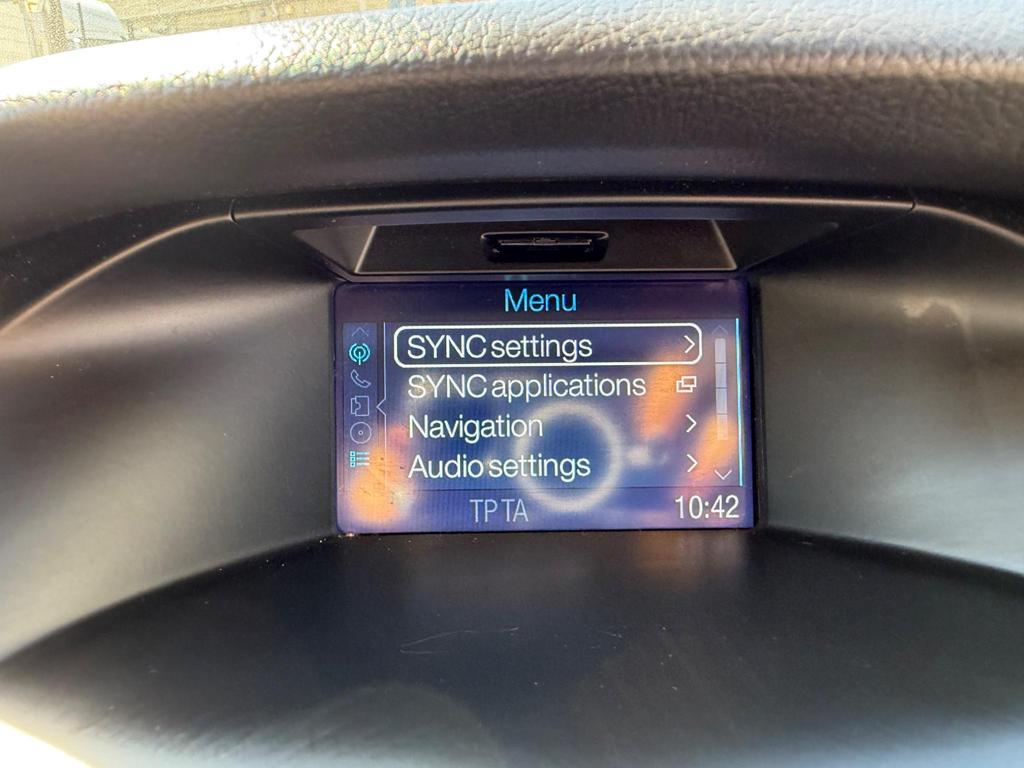 Menu
SYNC settings
SYNC applications
Navigation
Audio settings
TP TA 10:42